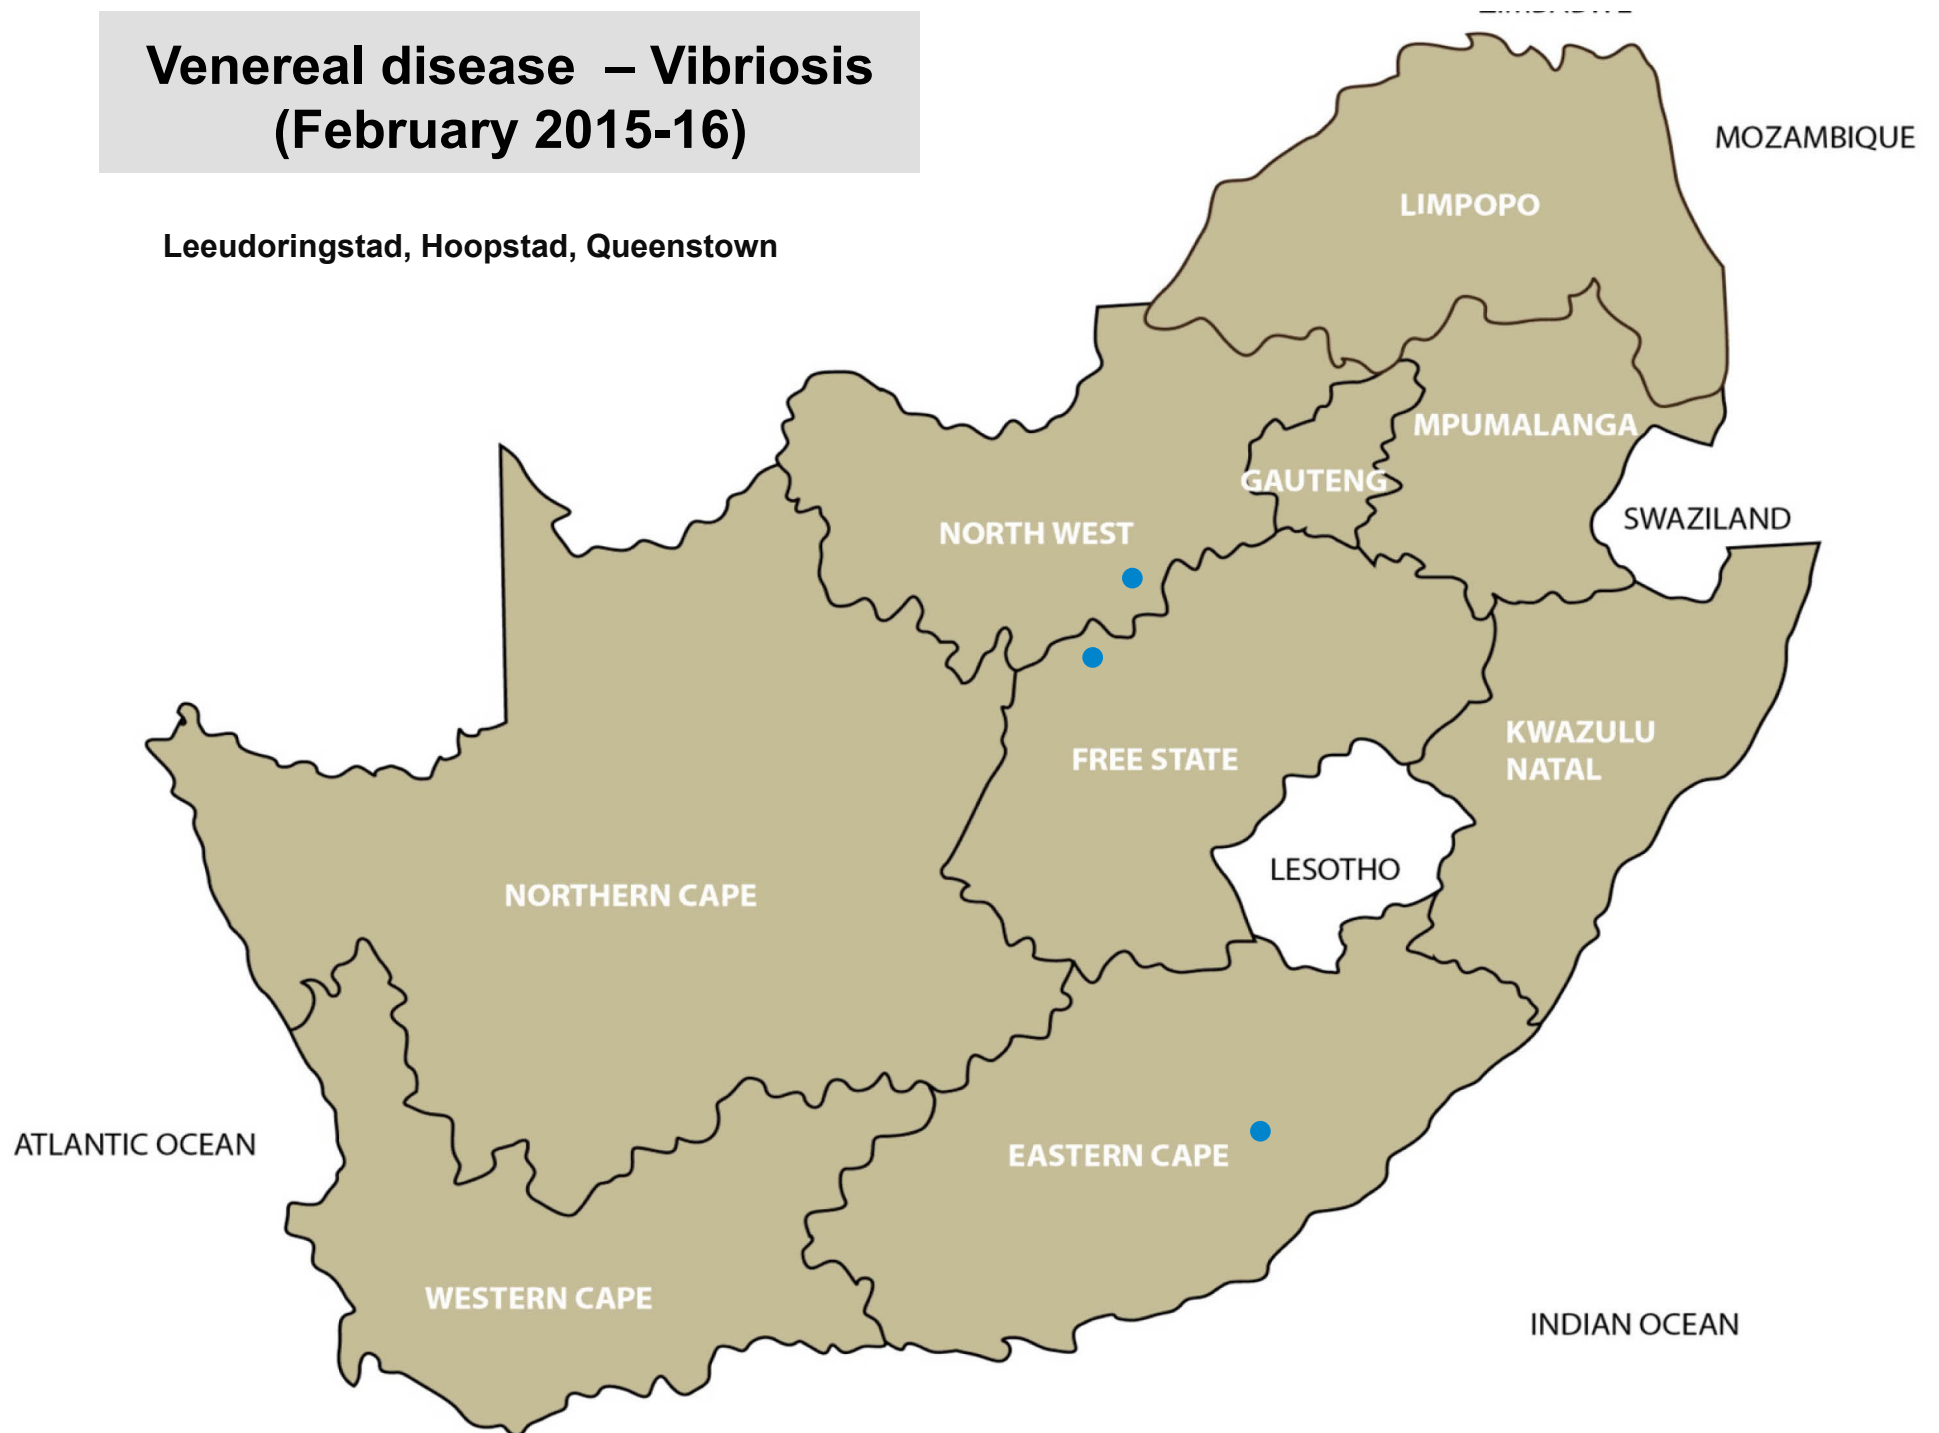 Venereal disease – Vibriosis
(February 2015-16)
Leeudoringstad, Hoopstad, Queenstown
MOZAMBIQUE
LIMPOPO
MPUMALANGA
GAUTENG
SWAZILAND
NORTH WEST
KWAZULU
NATAL
FREE STATE
LESOTHO
NORTHERN CAPE
ATLANTIC OCEAN
EASTERN CAPE
WESTERN CAPE
INDIAN OCEAN